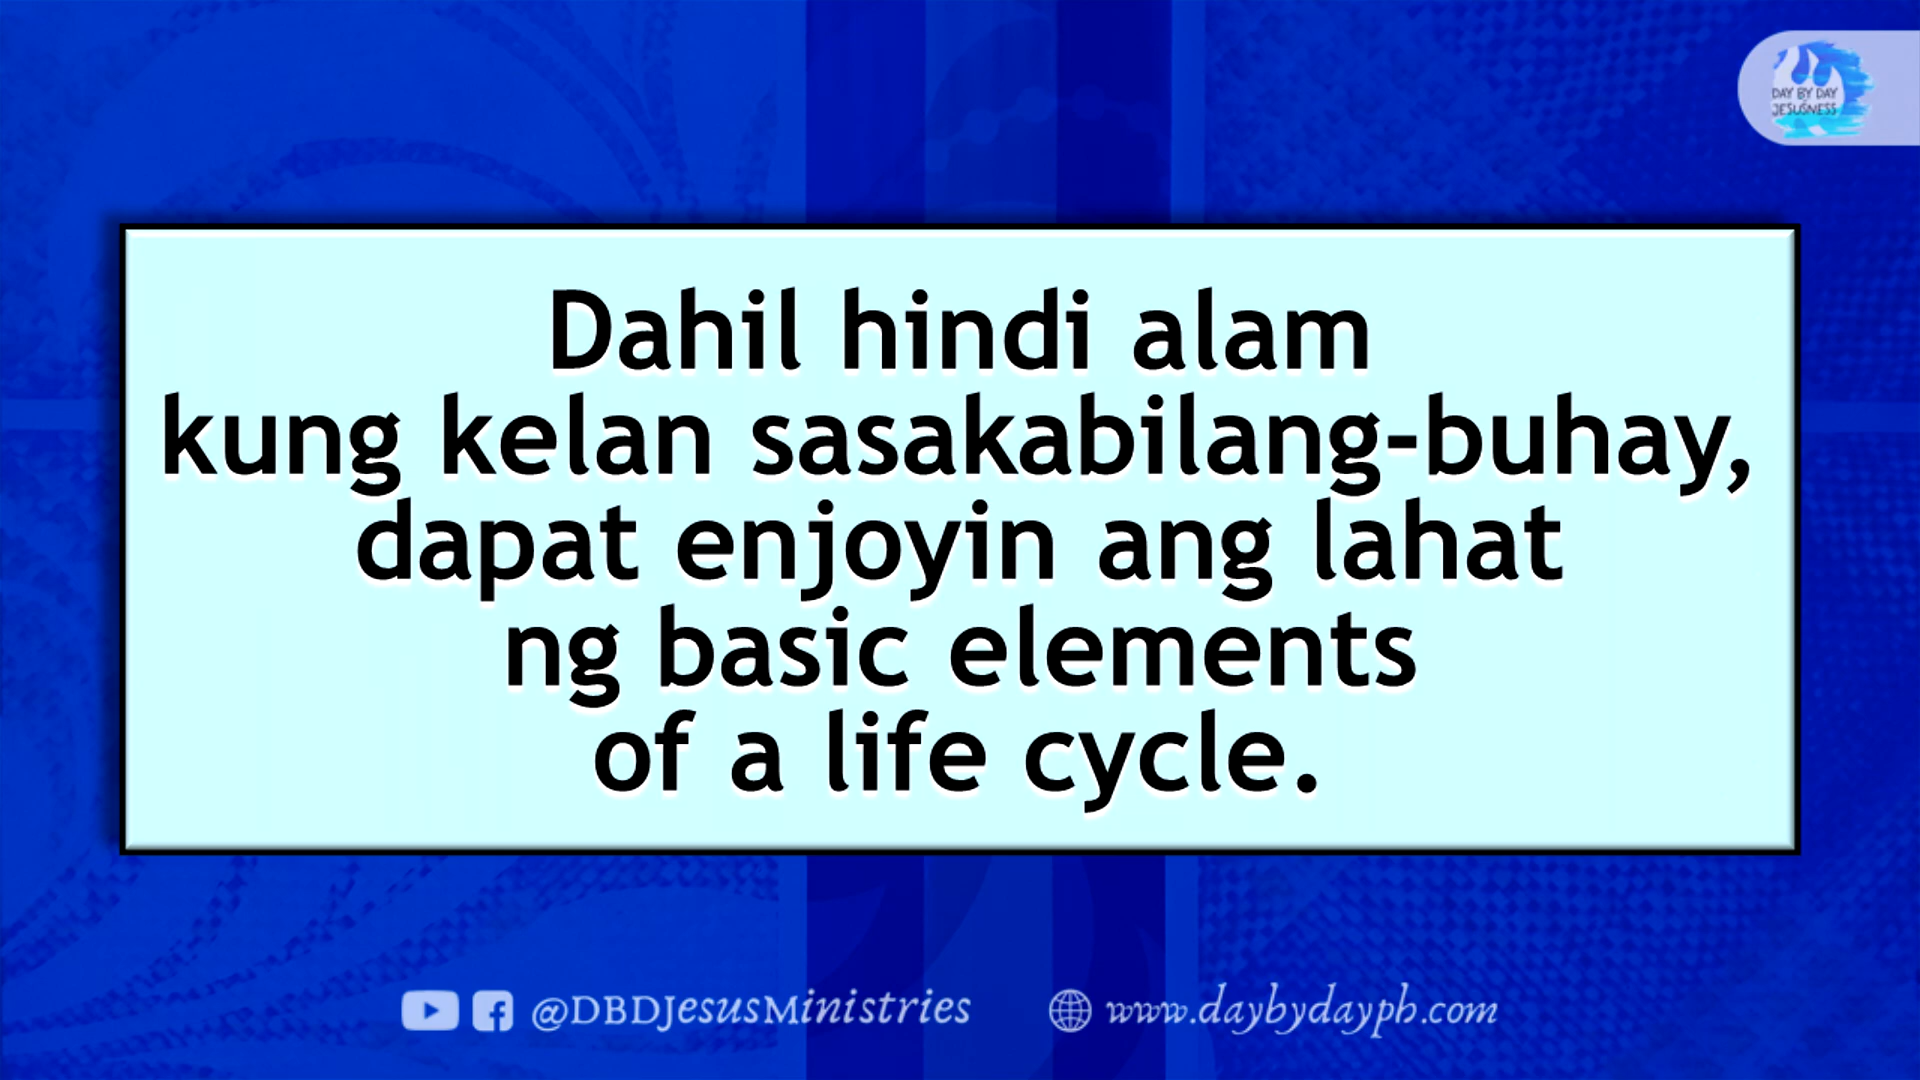 DAY BY DAY
JESUSNESS
Dahil hindi alam
kung kelan sasakabilang-buhay,
dapat enjoyin ang lahat
ng basic elements
of a life cycle.
@DBDJesusMinistries
www.daybydayph.com